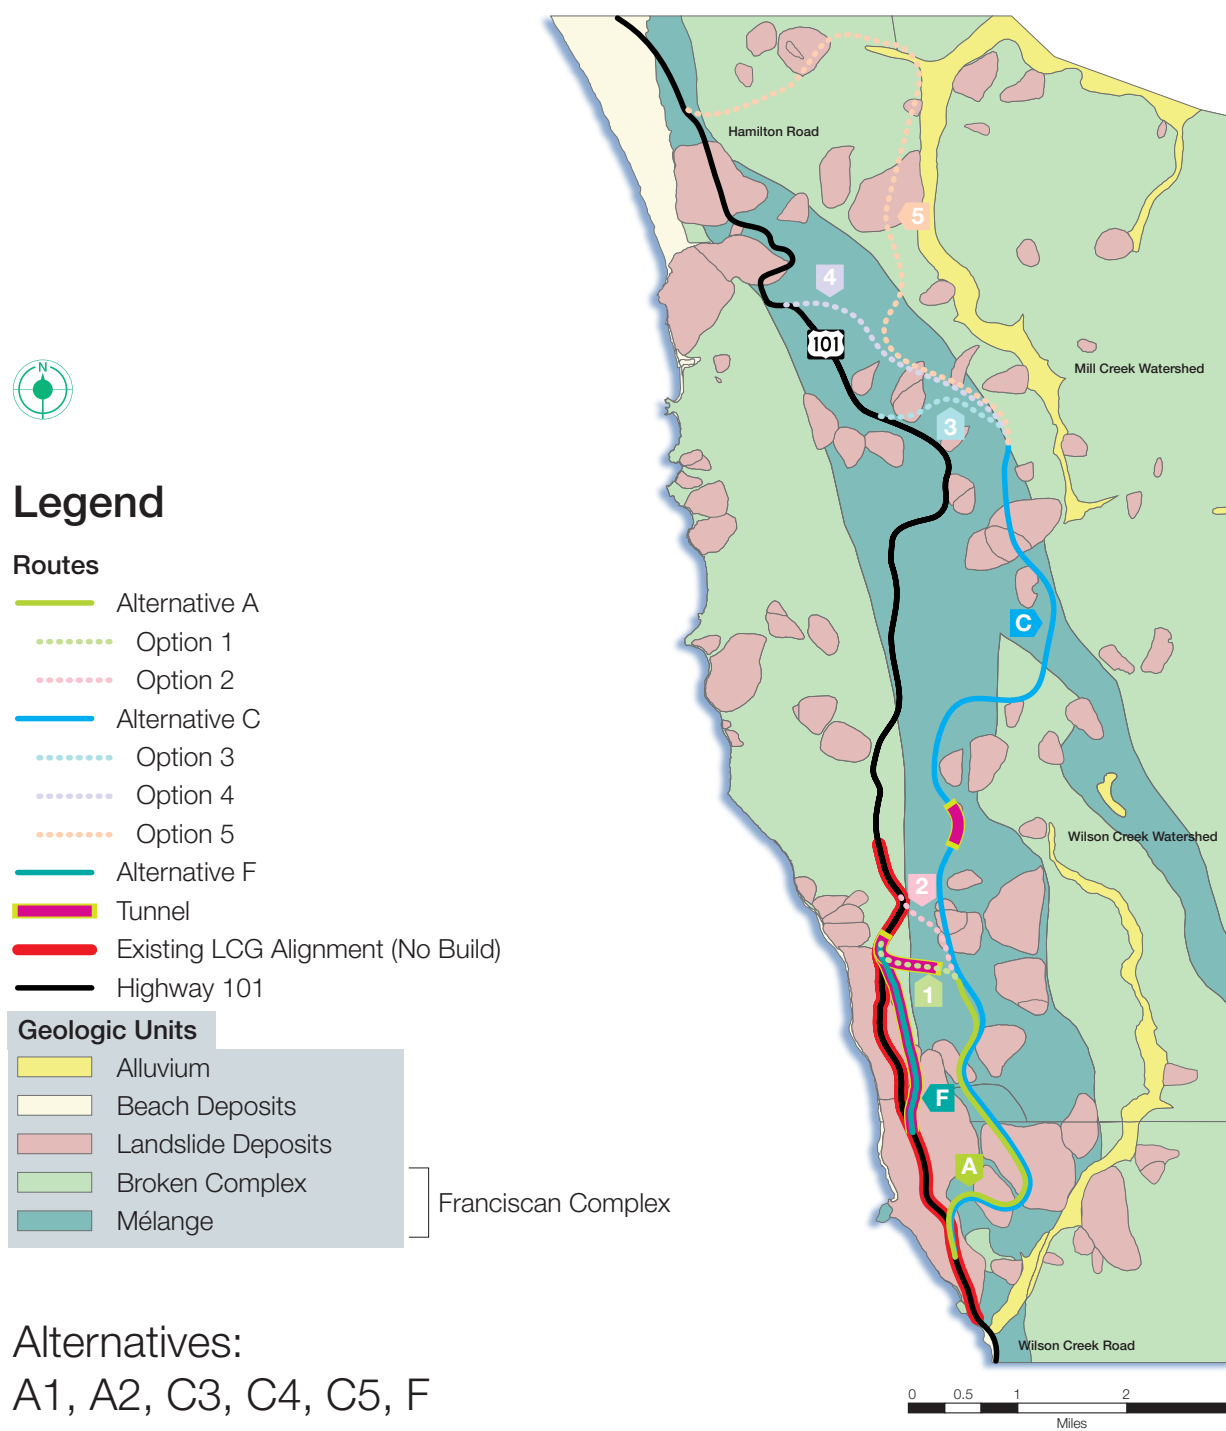 Hamilton Road
5
4
101
Mill Creek Watershed
3
N
Legend
Routes
Alternative A
Option 1
Option 2
Alternative C
Option 3
Option 4
Option 5
Alternative F
Tunnel
Existing LCG Alignment (No Build)
Highway 101
Geologic Units
Alluvium
Beach Deposits
Landslide Deposits
Broken Complex
Mélange
Franciscan Complex
C
Wilson Creek Watershed
2
1
F
A
Wilson Creek Road
Alternatives:
A1, A2, C3, C4, C5, F
0 0.5 1 2
Miles